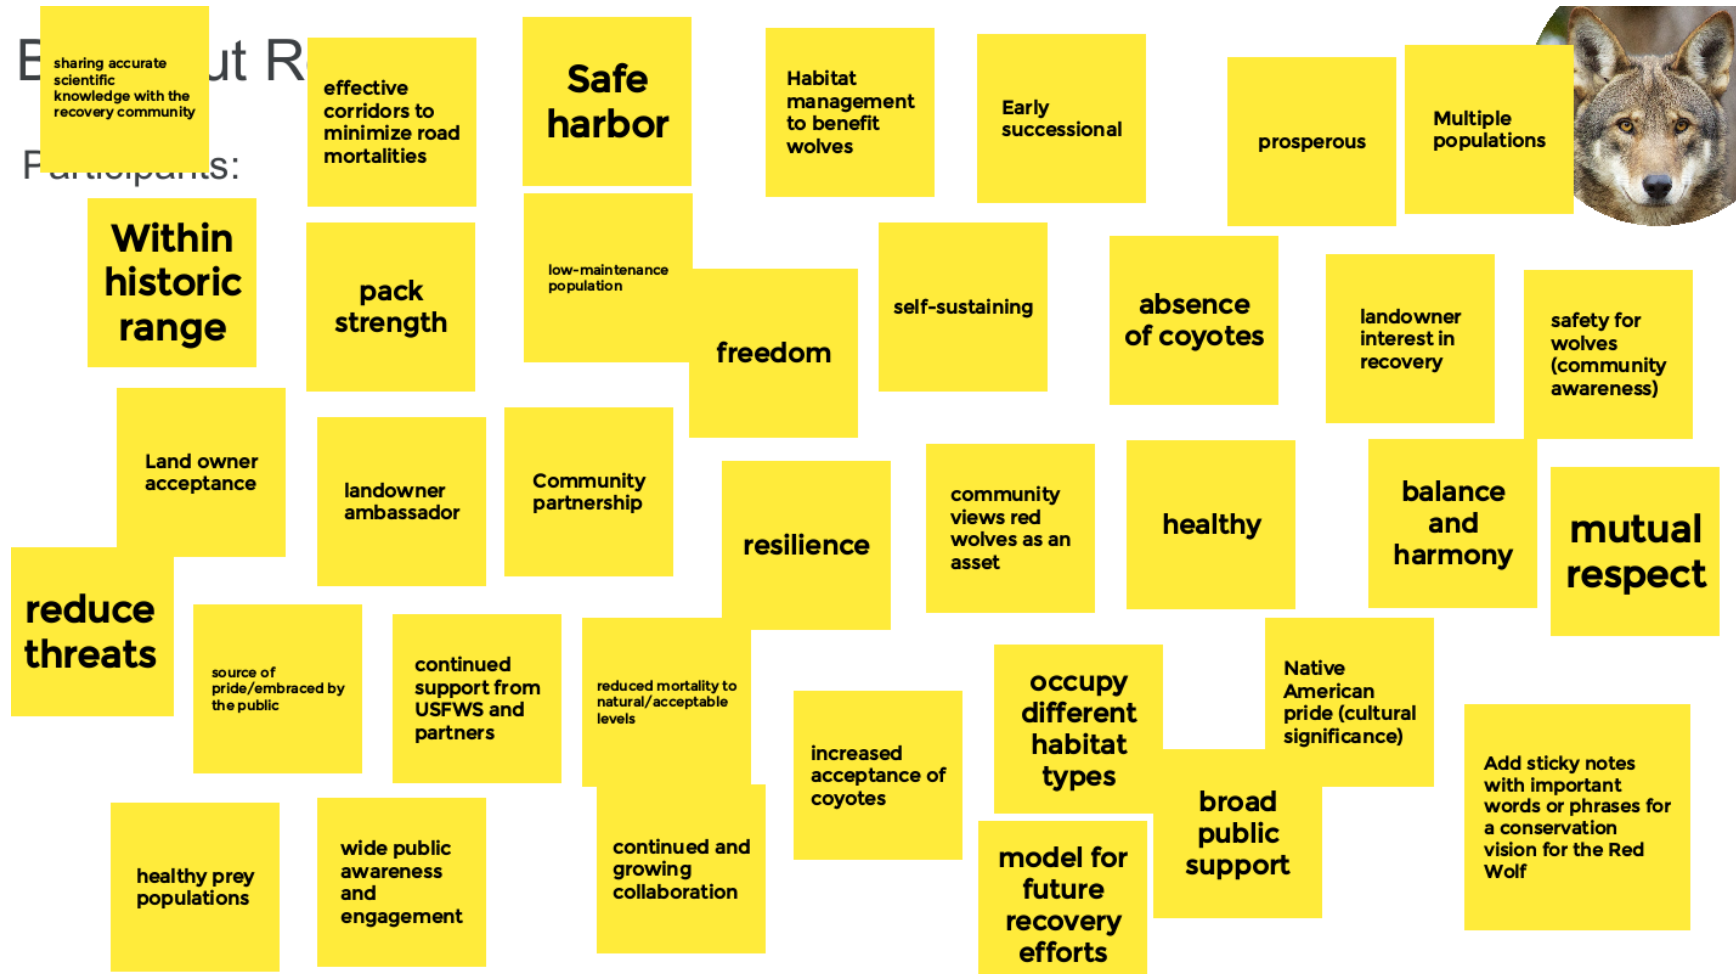 sharing accurate
scientific
knowledge with the
recovery community
effective
corridors to
minimize road
mortalities
Safe
harbor
Habitat
management
to benefit
wolves
Early
successional
prosperous
Multiple
populations
Participants:
Within
historic
range
pack
strength
low-maintenance
population
freedom
self-sustaining
absence
of coyotes
landowner
interest in
recovery
safety for
wolves
(community
awareness)
Land owner
acceptance
landowner
ambassador
Community
partnership
resilience
community
views red
wolves as an
asset
healthy
balance
and
harmony
mutual
respect
reduce
threats
source of
pride/embraced by
the public
continued
support from
USFWS and
partners
reduced mortality to
natural/acceptable
levels
increased
acceptance of
coyotes
occupy
different
habitat
types
Native
American
pride (cultural
significance)
broad
public
support
Add sticky notes
with important
words or phrases for
a conservation
vision for the Red
Wolf
healthy prey
populations
wide public
awareness
and
engagement
continued and
growing
collaboration
model for
future
recovery
efforts